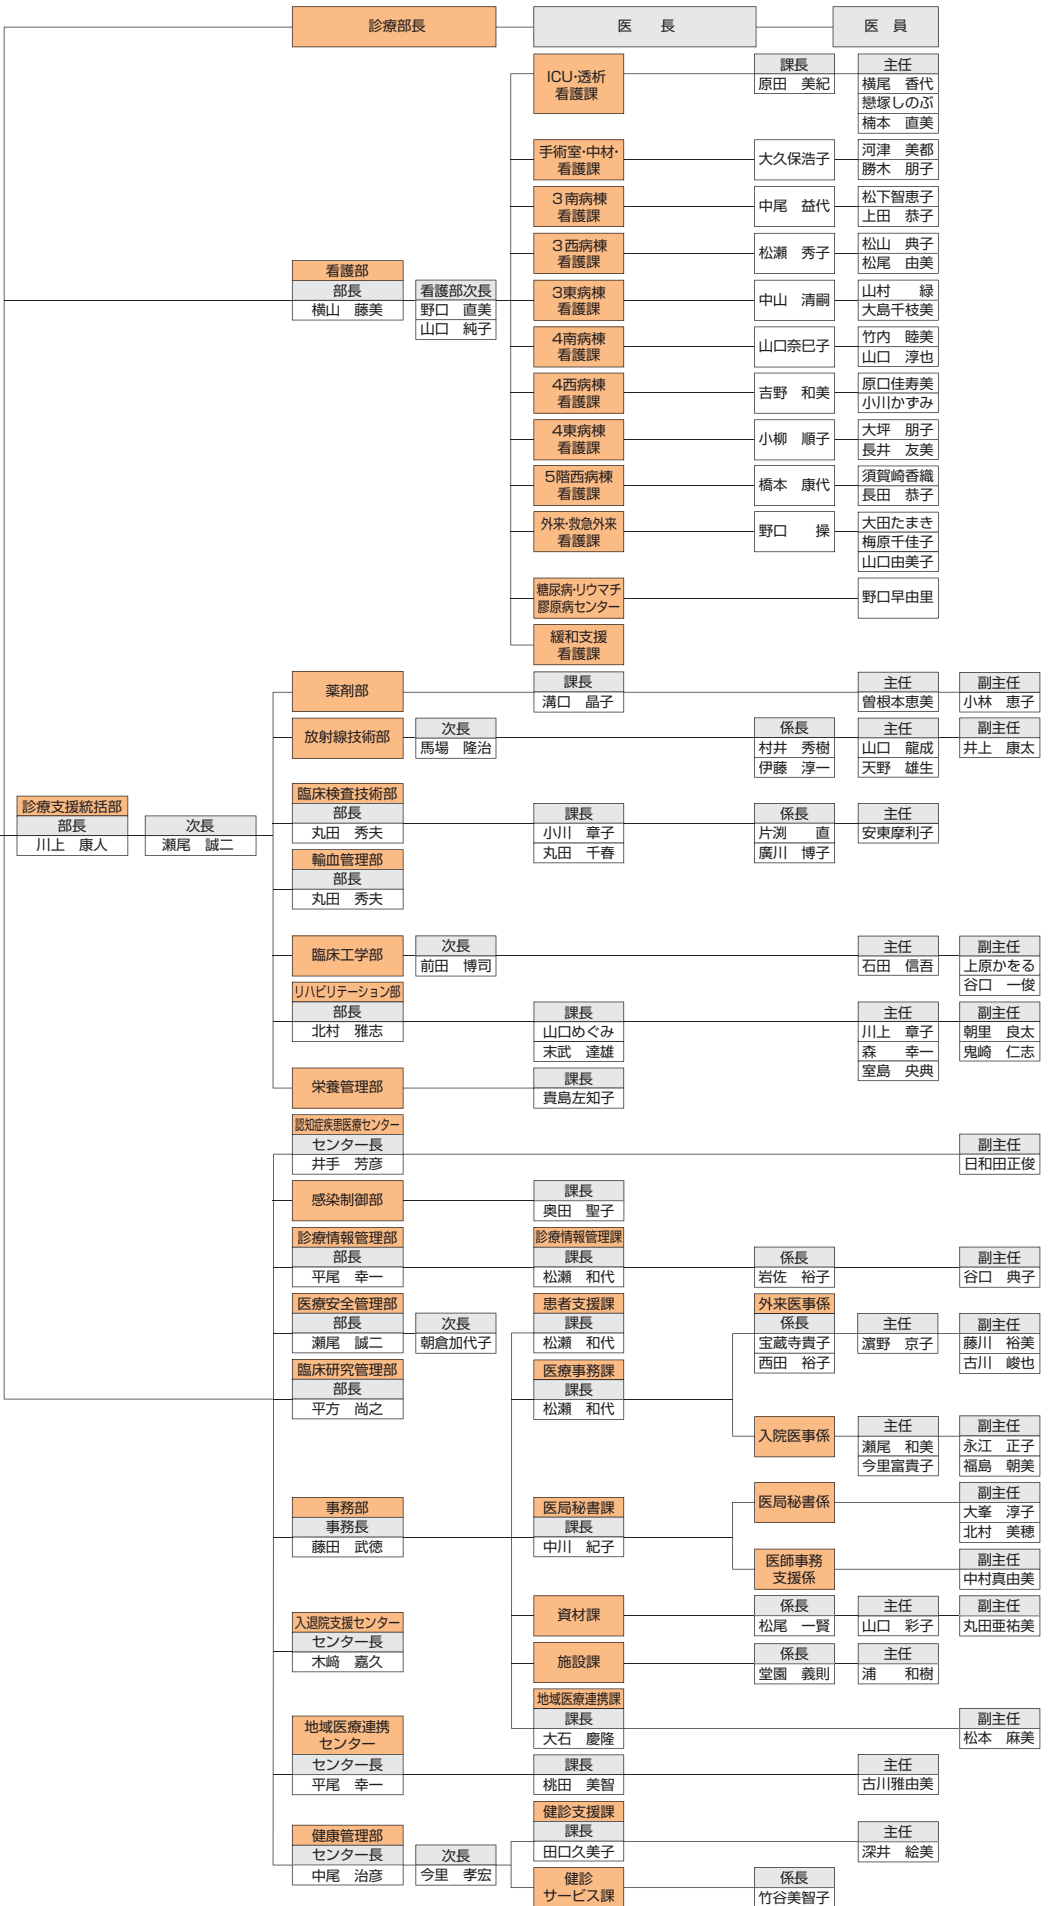 診療部長
医　長
医　員
ICU・透析
看護課
課長
原田　美紀
主任
横尾　香代
戀塚しのぶ
楠本　直美
手術室・中材・
看護課
大久保浩子
河津　美都
勝木　朋子
3南病棟
看護課
中尾　益代
松下智恵子
上田　恭子
3西病棟
看護課
松瀬　秀子
松山　典子
松尾　由美
看護部
部長
横山　藤美
看護部次長
野口　直美
山口　純子
3東病棟
看護課
中山　清嗣
山村　　緑
大島千枝美
4南病棟
看護課
山口奈巳子
竹内　睦美
山口　淳也
4西病棟
看護課
吉野　和美
原口佳寿美
小川かずみ
4東病棟
看護課
小柳　順子
大坪　朋子
長井　友美
5階西病棟
看護課
橋本　康代
須賀崎香織
長田　恭子
外来・救急外来
看護課
野口　　操
大田たまき
梅原千佳子
山口由美子
糖尿病・リウマチ
膠原病センター
野口早由里
緩和支援
看護課
薬剤部
課長
溝口　晶子
主任
曽根本恵美
副主任
小林　恵子
放射線技術部
次長
馬場　隆治
係長
村井　秀樹
伊藤　淳一
主任
山口　龍成
天野　雄生
副主任
井上　康太
診療支援統括部
部長
川上　康人
次長
瀬尾　誠二
臨床検査技術部
部長
丸田　秀夫
課長
小川　章子
丸田　千春
係長
片渕　　直
廣川　博子
主任
安東摩利子
輸血管理部
部長
丸田　秀夫
臨床工学部
次長
前田　博司
主任
石田　信吾
副主任
上原かをる
谷口　一俊
リハビリテーション部
部長
北村　雅志
課長
山口めぐみ
末武　達雄
主任
川上　章子
森　　幸一
室島　央典
副主任
朝里　良太
鬼崎　仁志
栄養管理部
課長
貴島左知子
認知症疾患医療センター
センター長
井手　芳彦
副主任
日和田正俊
感染制御部
課長
奥田　聖子
診療情報管理部
部長
平尾　幸一
診療情報管理課
課長
松瀬　和代
係長
岩佐　裕子
副主任
谷口　典子
医療安全管理部
部長
瀬尾　誠二
次長
朝倉加代子
患者支援課
課長
松瀬　和代
外来医事係
係長
宝蔵寺貴子
西田　裕子
主任
濵野　京子
副主任
藤川　裕美
古川　峻也
臨床研究管理部
部長
平方　尚之
医療事務課
課長
松瀬　和代
入院医事係
主任
瀬尾　和美
今里富貴子
副主任
永江　正子
福島　朝美
事務部
事務長
藤田　武徳
医局秘書課
課長
中川　紀子
医局秘書係
副主任
大峯　淳子
北村　美穂
医師事務
支援係
副主任
中村真由美
入退院支援センター
センター長
木﨑　嘉久
資材課
係長
松尾　一賢
主任
山口　彩子
副主任
丸田亜祐美
施設課
係長
堂園　義則
主任
浦　　和樹
地域医療連携課
課長
大石　慶隆
副主任
松本　麻美
地域医療連携
センター
センター長
平尾　幸一
課長
桃田　美智
主任
古川雅由美
健康管理部
センター長
中尾　治彦
次長
今里　孝宏
健診支援課
課長
田口久美子
主任
深井　絵美
健診
サービス課
係長
竹谷美智子